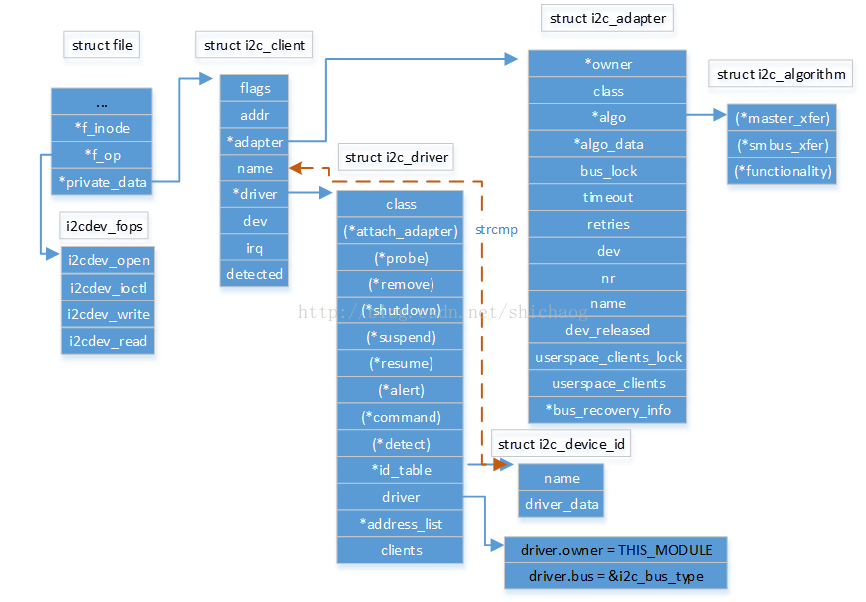 struct file
...
*f_inode
*f_op
*private_data
i2cdev_fops
i2cdev_open
i2cdev_ioctl
i2cdev_write
i2cdev_read
struct i2c_client
flags
addr
*adapter
name
*driver
dev
irq
detected
struct i2c_driver
class
(*attach_adapter)
(*probe)
(*remove)
(*shutdown)
(*suspend)
(*resume)
(*alert)
(*command)
(*detect)
*id_table
driver
*address_list
clients
strcmp
struct i2c_adapter
*owner
class
*algo
*algo_data
bus_lock
timeout
retries
dev
nr
name
dev_released
userspace_clients_lock
userspace_clients
*bus_recovery_info
struct i2c_algorithm
(*master_xfer)
(*smbus_xfer)
(*functionality)
struct i2c_device_id
name
driver_data
driver.owner = THIS_MODULE
driver.bus = &i2c_bus_type
http://blog.csdn.net/shichaog